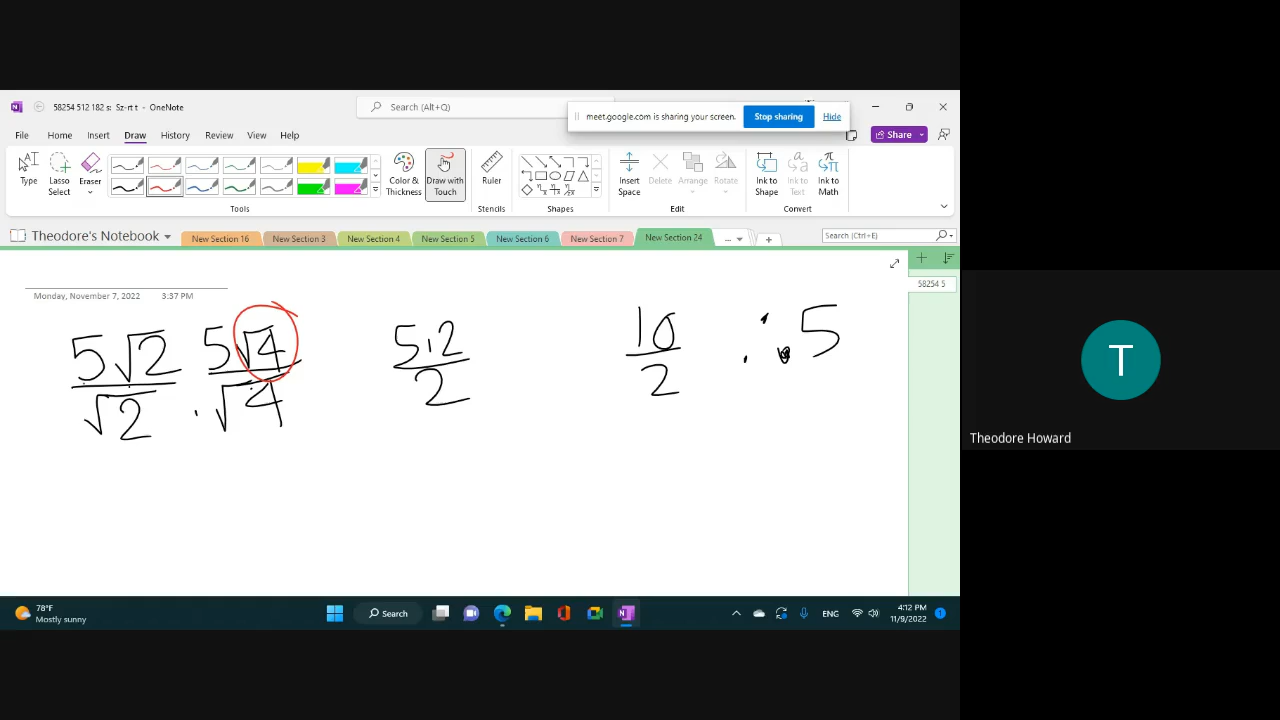 58254 512 182 s: Sz-rt t - OneNote
Search (Alt+Q)
meet.google.com is sharing your screen.
Stop sharing
Hide
File Home Insert Draw History Review View Help
Share
Type
Lasso Select
Eraser
Color & Thickness
Draw with Touch
Ruler
Insert Space
Delete
Arrange
Rotate
Ink to Shape
Ink to Text
Ink to Math
Tools
Stencils
Shapes
Edit
Convert
Theodore's Notebook
New Section 16
New Section 3
New Section 4
New Section 5
New Section 6
New Section 7
New Section 24
...
Search (Ctrl+E)
58254 5
Monday, November 7, 2022 3:37 PM
5√2 5√4 5.2 10 ∴ 5
√2 . √4 2 2
T
Theodore Howard
78°F
Mostly sunny
Search
ENG
4:12 PM
11/9/2022
1